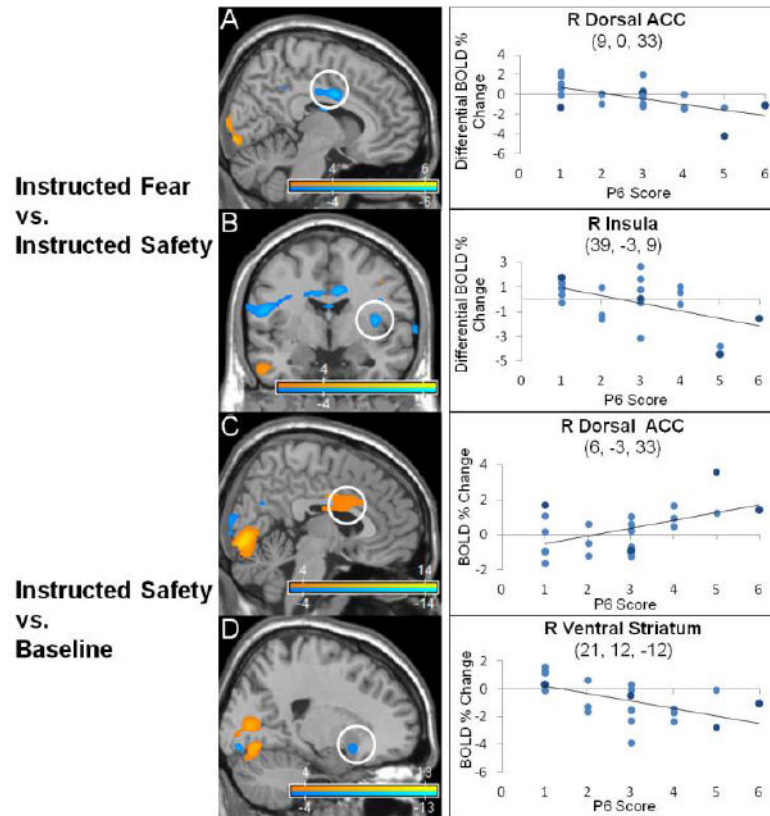 Instructed Fear
vs.
Instructed Safety
A
4
6
-4
-6
R Dorsal ACC
(9, 0, 33)
Differential BOLD %
Change
4
2
0
-2
-4
-6
0 1 2 3 4 5 6
P6 Score
B
4
-4
R Insula
(39, -3, 9)
Differential BOLD %
Change
3
1
-1
-3
-5
0 1 2 3 4 5 6
P6 Score
Instructed Safety
vs.
Baseline
C
4
14
-4
-14
R Dorsal ACC
(6, -3, 33)
BOLD % Change
4
2
0
-2
0 1 2 3 4 5 6
P6 Score
D
4
13
-4
-13
R Ventral Striatum
(21, 12, -12)
BOLD % Change
2
0
-2
-4
-6
0 1 2 3 4 5 6
P6 Score